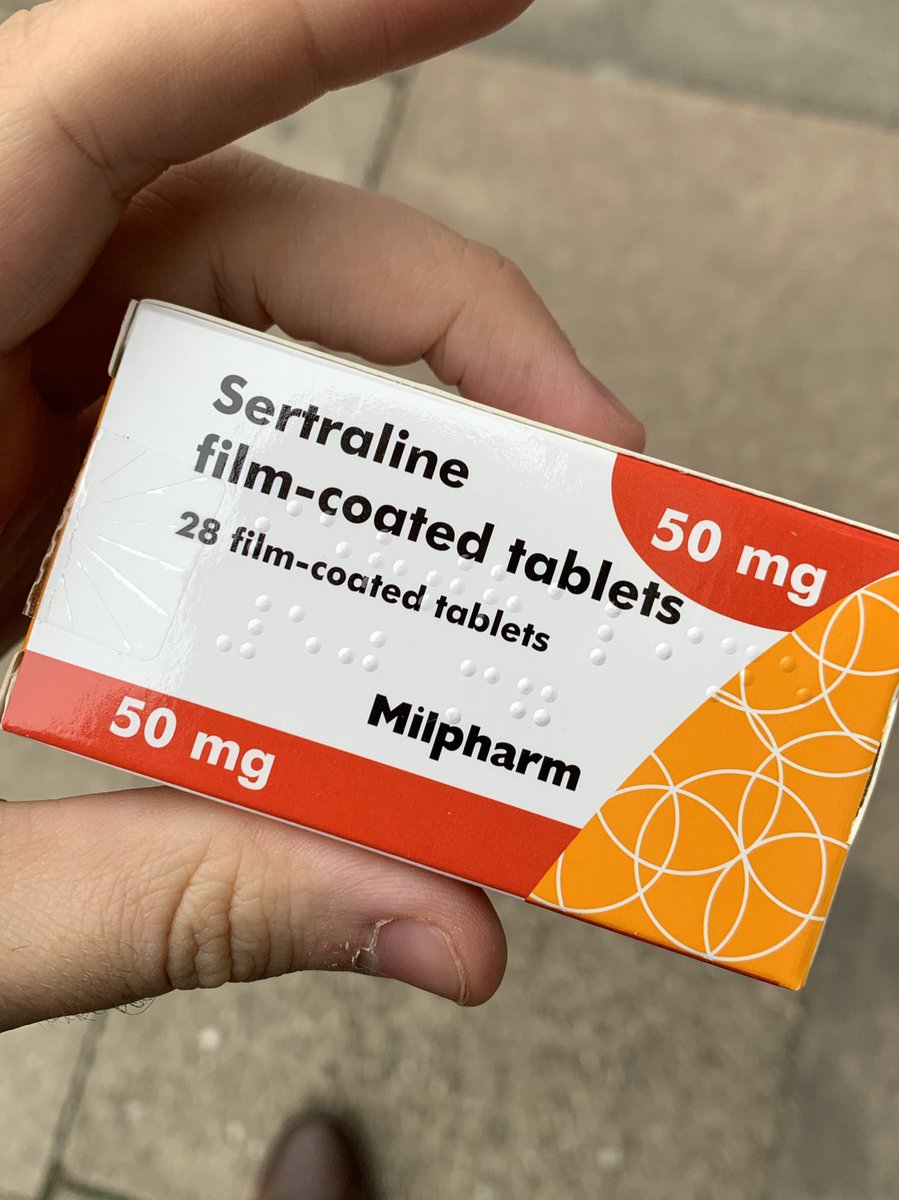 Sertraline
film-coated tablets
28 film-coated tablets
50 mg
50 mg
Milpharm